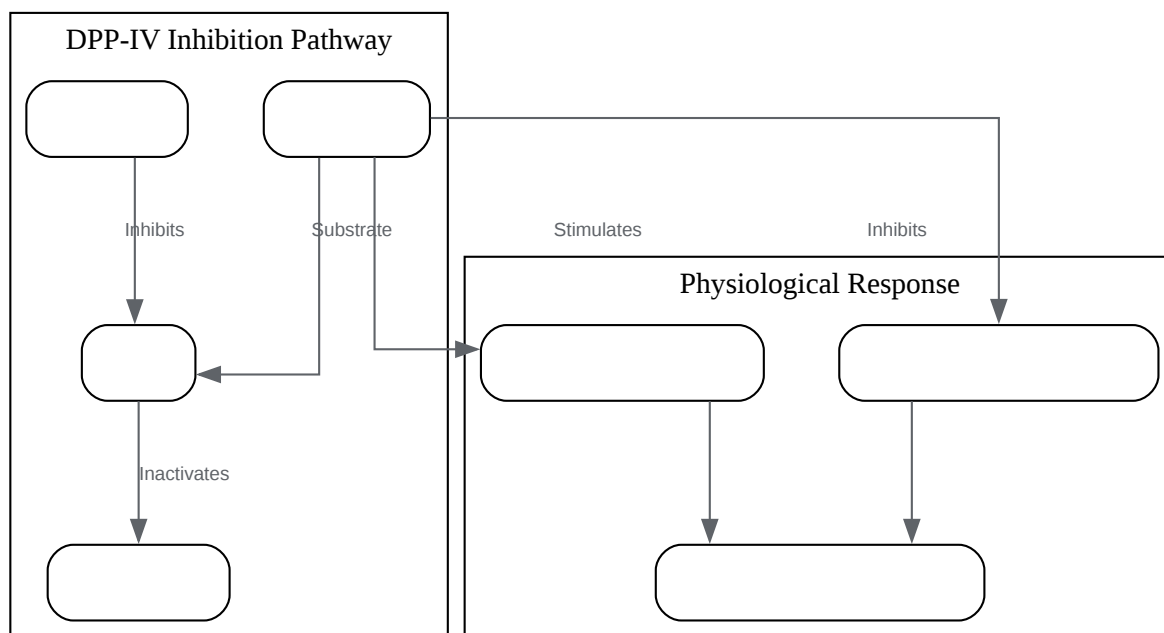 DPP-IV Inhibition Pathway
Inhibits
Substrate
Stimulates
Inhibits
Physiological Response
Inactivates